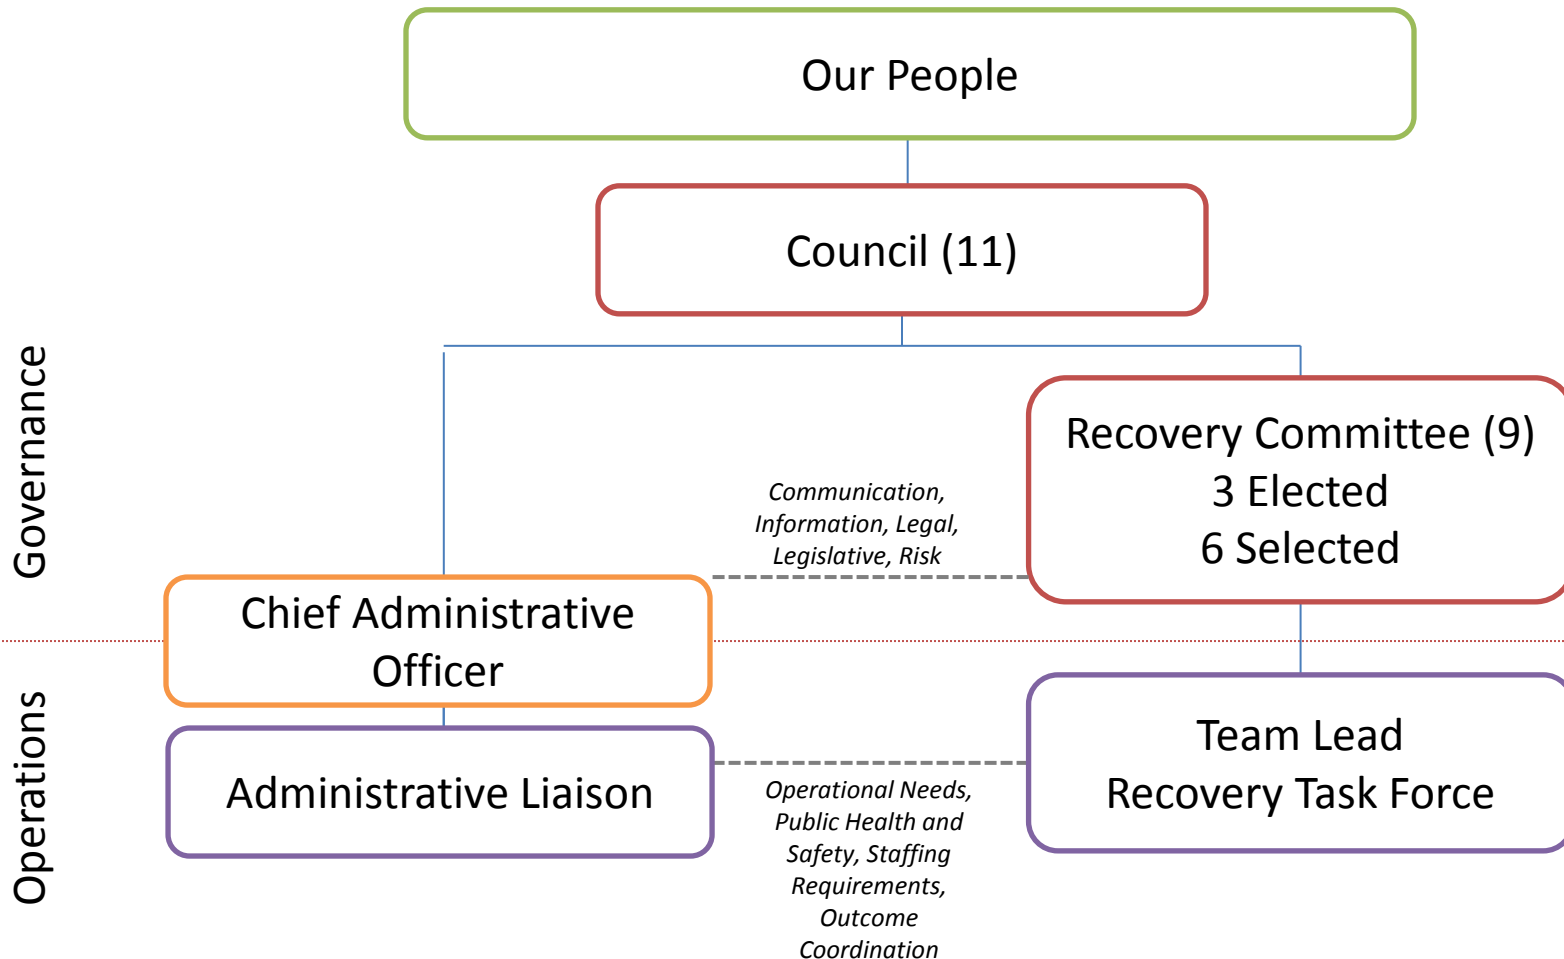 Our People
Council (11)
Governance
Recovery Committee (9)
3 Elected
6 Selected
Communication,
Information, Legal,
Legislative, Risk
Chief Administrative
Officer
Operations
Administrative Liaison
Team Lead
Recovery Task Force
Operational Needs,
Public Health and
Safety, Staffing
Requirements,
Outcome
Coordination